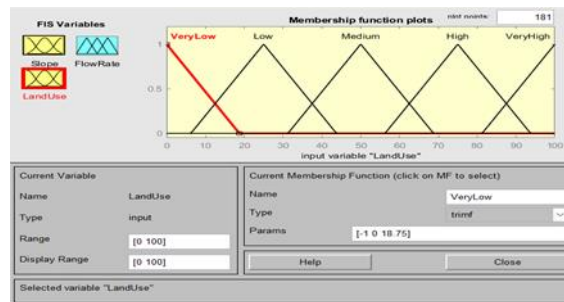 FIS Variables
Membership function plots
plot points:
181
Slope
FlowRate
LandUse
VeryLow
Low
Medium
High
VeryHigh
1
0.5
0
0
10
20
30
40
50
60
70
80
90
100
input variable "LandUse"
Current Variable
Name
LandUse
Type
input
Range
[0 100]
Display Range
[0 100]
Current Membership Function (click on MF to select)
Name
VeryLow
Type
trimf
Params
[-1 0 18.75]
Help
Close
Selected variable "LandUse"